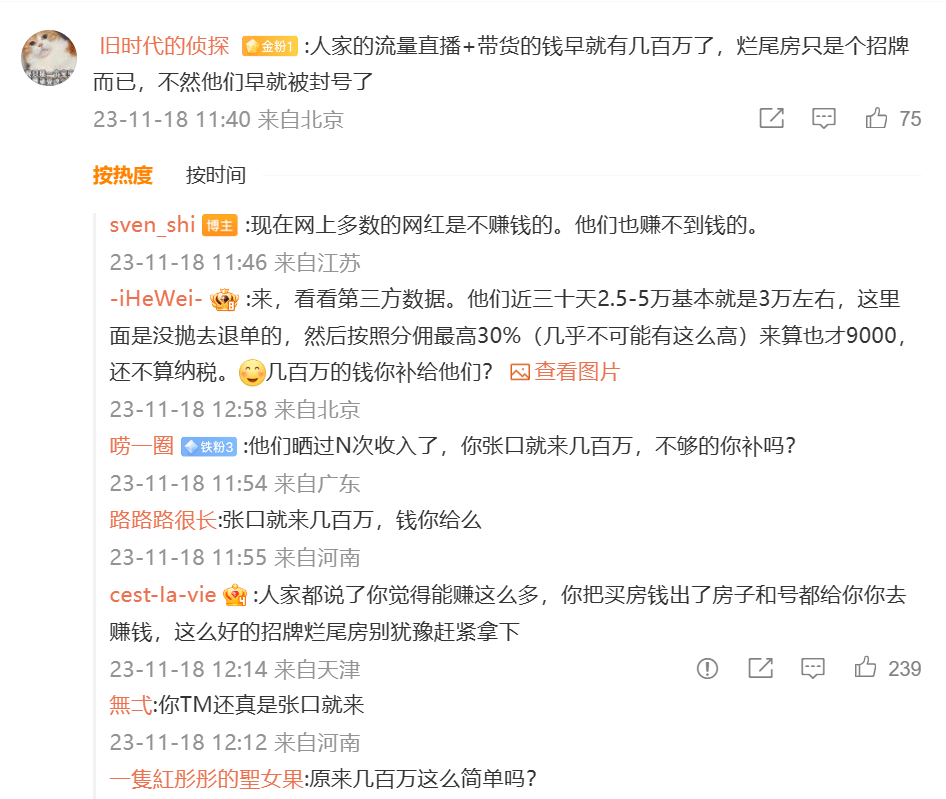 旧时代的侦探 金粉1 :人家的流量直播+带货的钱早就有几百万了，烂尾房只是个招牌
而已，不然他们早就被封号了
23-11-18 11:40 来自北京 75
按热度 按时间
sven_shi 博主 :现在网上多数的网红是不赚钱的。他们也赚不到钱的。
23-11-18 11:46 来自江苏
-iHeWei- :来，看看第三方数据。他们近三十天2.5-5万基本就是3万左右，这里
面是没抛去退单的，然后按照分佣最高30%（几乎不可能有这么高）来算也才9000，
还不算纳税。😊几百万的钱你补给他们？ 查看图片
23-11-18 12:58 来自北京
唠一圈 铁粉3 :他们晒过N次收入了，你张口就来几百万，不够的你补吗？
23-11-18 11:54 来自广东
路路路很长:张口就来几百万，钱你给么
23-11-18 11:55 来自河南
cest-la-vie :人家都说了你觉得能赚这么多，你把买房钱出了房子和号都给你你去
赚钱，这么好的招牌烂尾房别犹豫赶紧拿下
23-11-18 12:14 来自天津 239
無弍:你TM还真是张口就来
23-11-18 12:12 来自河南
一隻紅彤彤的聖女果:原来几百万这么简单吗？